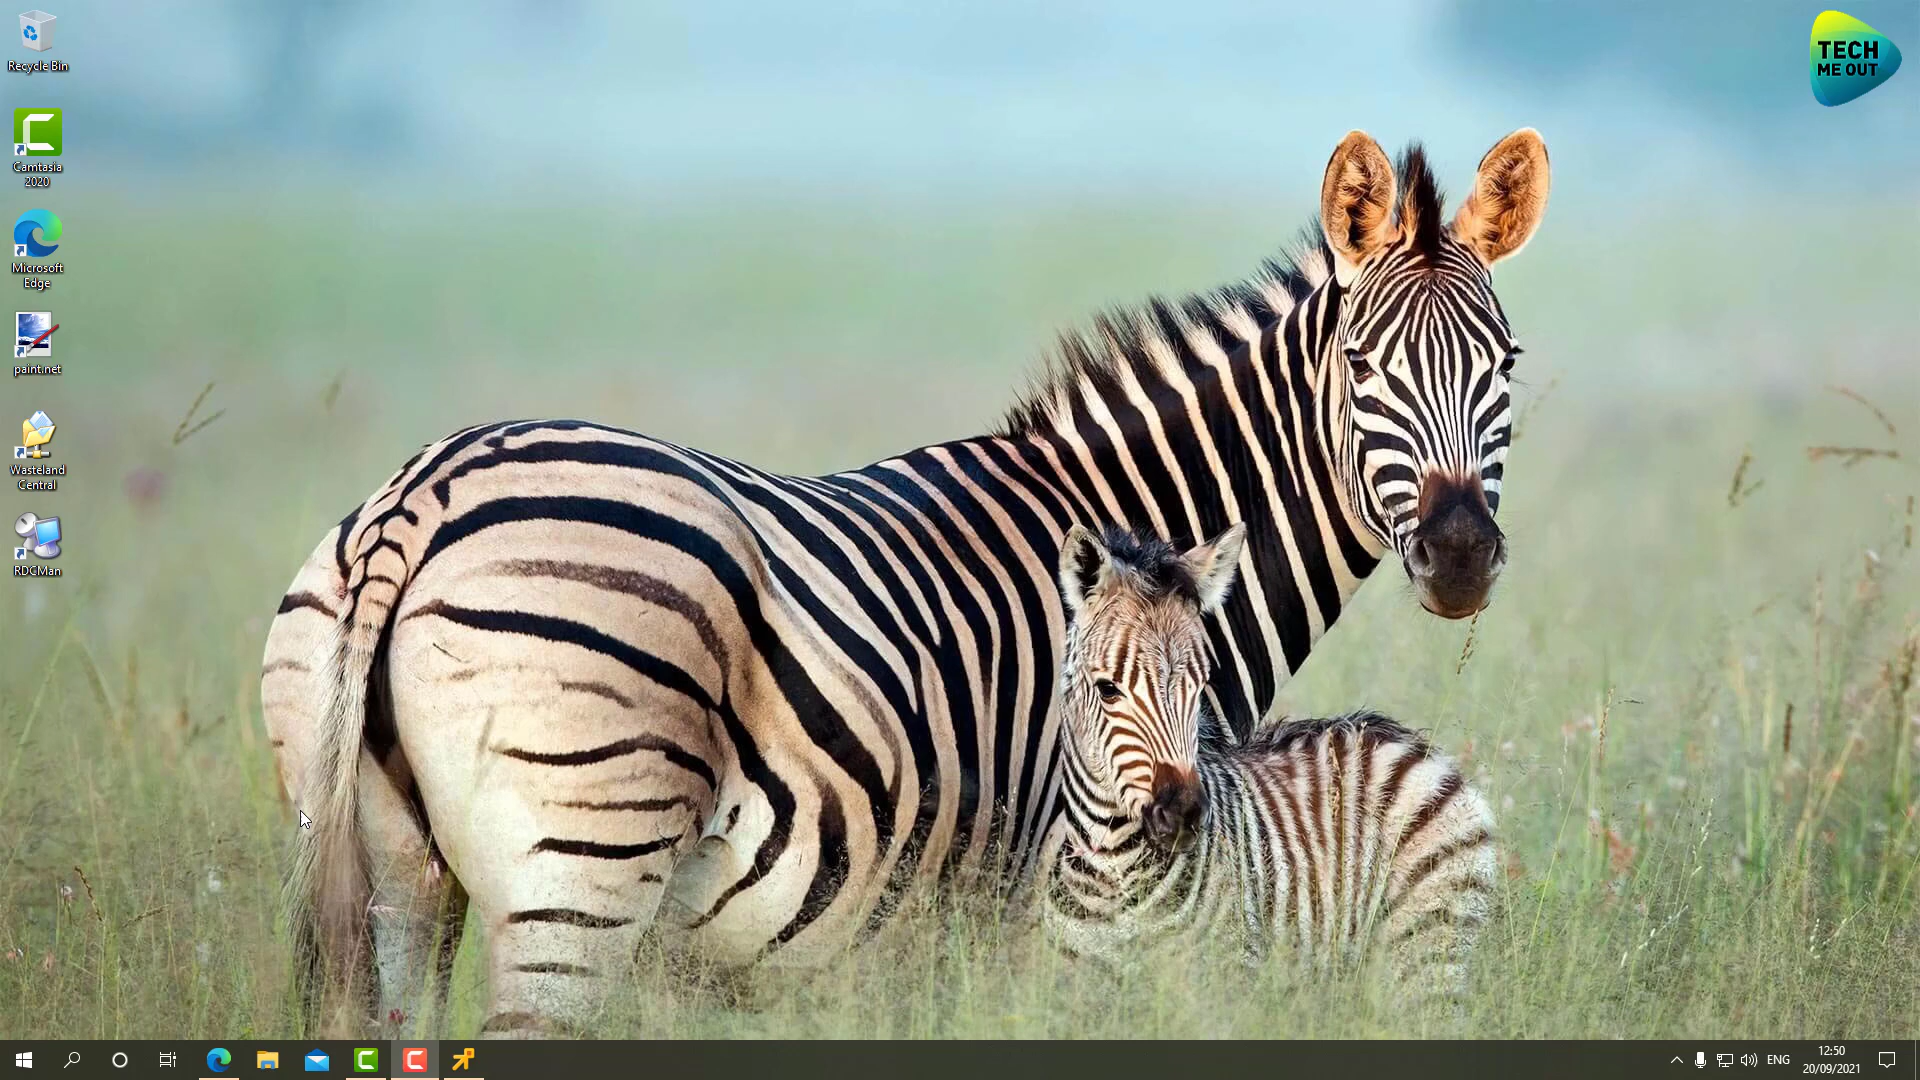 TECH
ME OUT
Recycle Bin
Camtasia
2020
Microsoft
Edge
paint.net
Wasteland
Central
RDCMan
ENG
12:50
20/09/2021